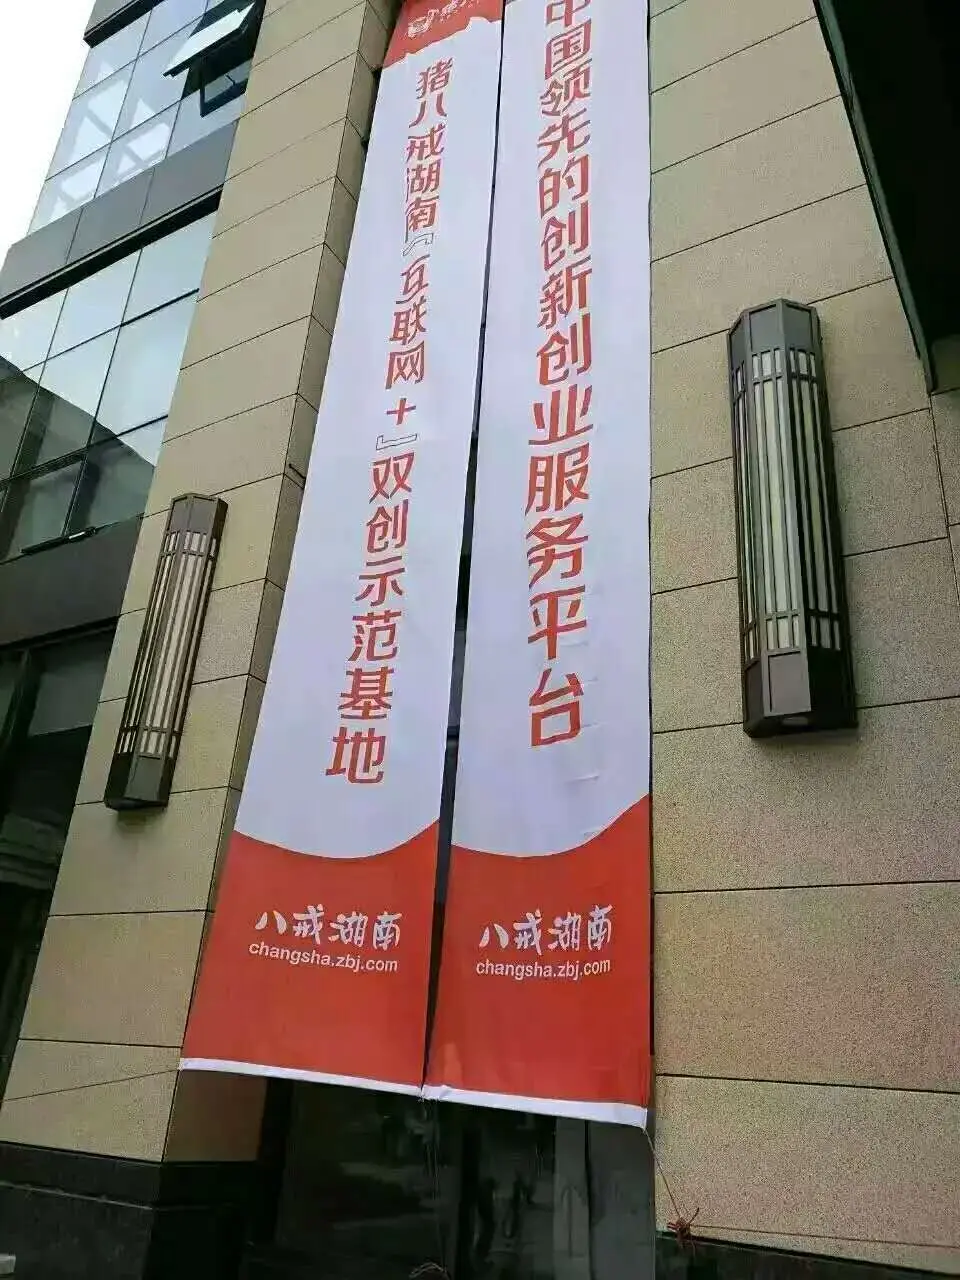 猪八戒湖南『互联网+』双创示范基地
中国领先的创新创业服务平台
八戒湖南
changsha.zbj.com
八戒湖南
changsha.zbj.com